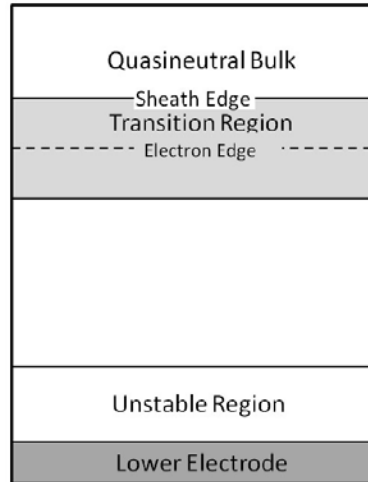 Quasineutral Bulk
Sheath Edge
Transition Region
Electron Edge
Unstable Region
Lower Electrode